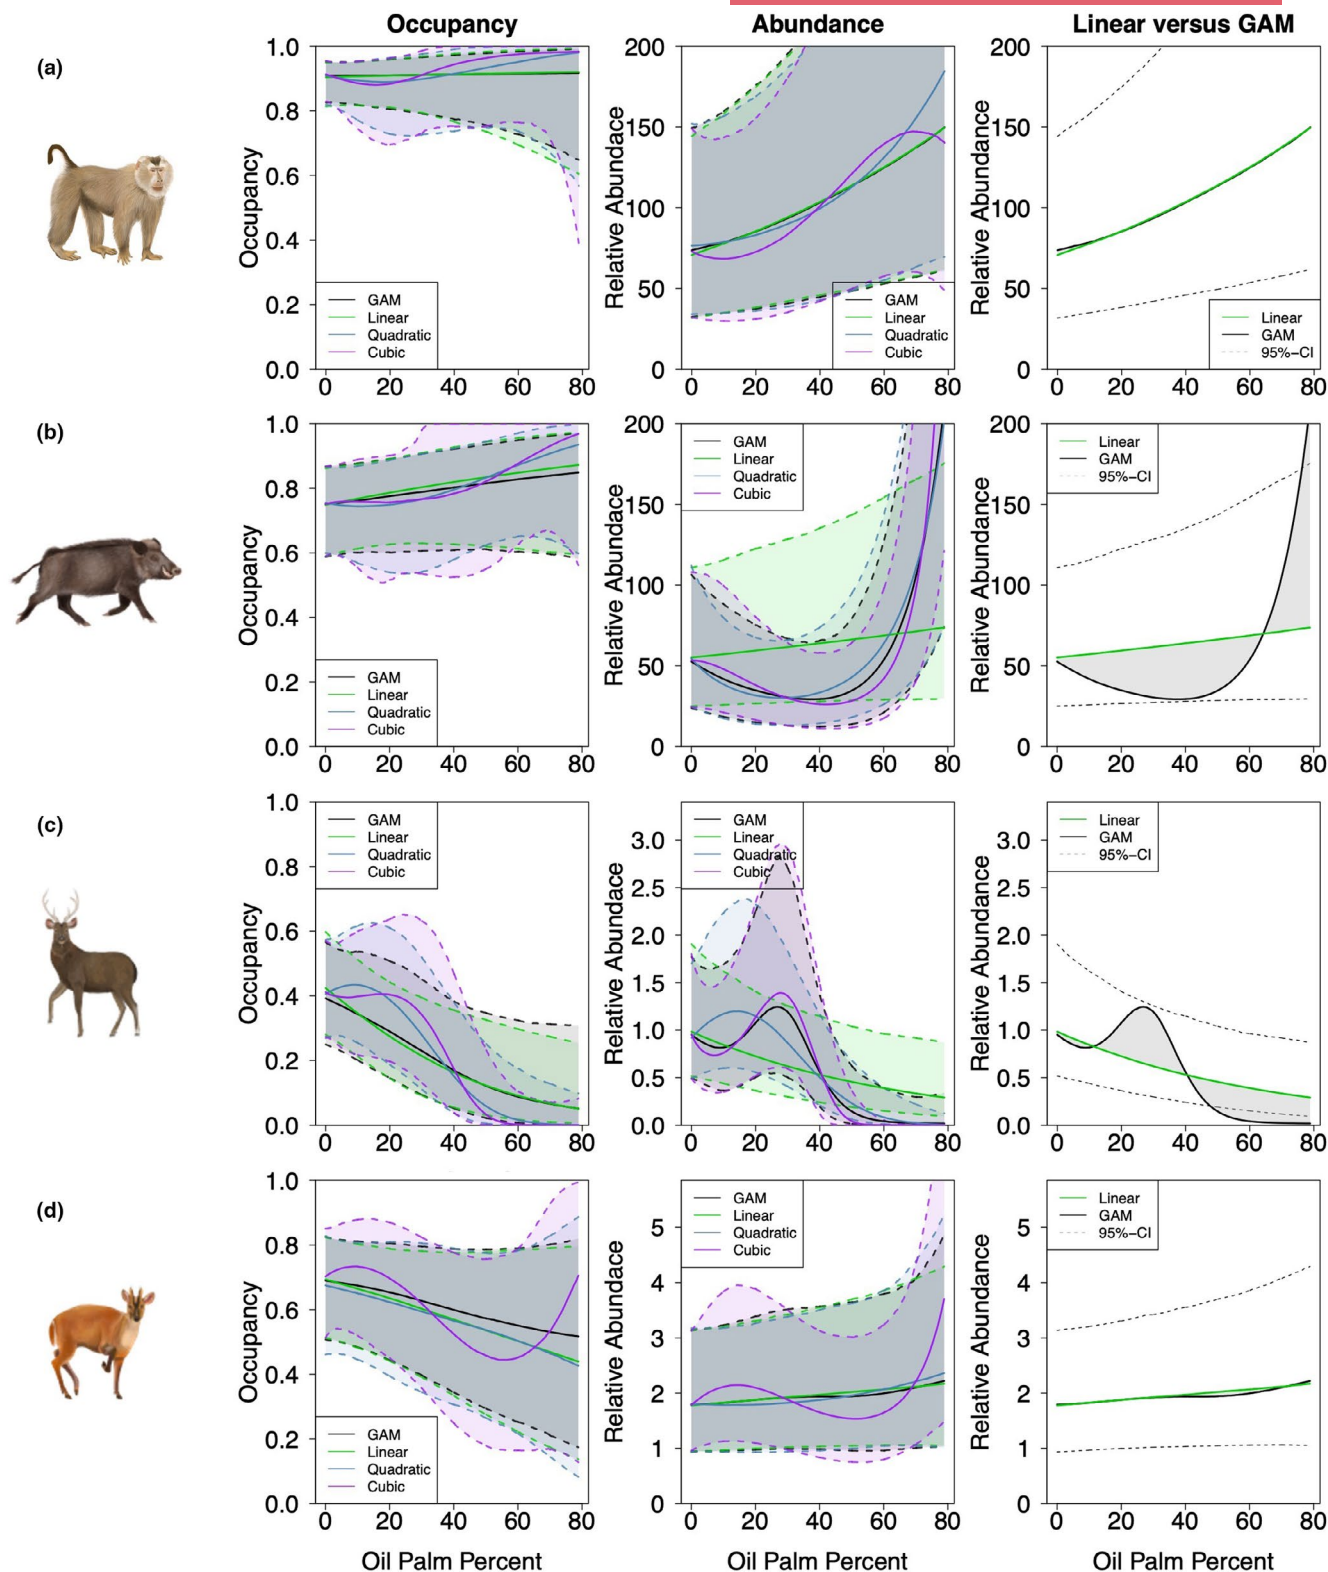 Occupancy
Abundance
Linear versus GAM
(a)
Occupancy
1.0
0.8
0.6
0.4
0.2
0.0
GAM
Linear
Quadratic
Cubic
0 20 40 60 80
Relative Abundace
200
150
100
50
0
GAM
Linear
Quadratic
Cubic
0 20 40 60 80
Relative Abundance
200
150
100
50
0
Linear
GAM
95%-CI
0 20 40 60 80
(b)
Occupancy
1.0
0.8
0.6
0.4
0.2
0.0
GAM
Linear
Quadratic
Cubic
0 20 40 60 80
Relative Abundace
200
150
100
50
0
GAM
Linear
Quadratic
Cubic
0 20 40 60 80
Relative Abundance
200
150
100
50
0
Linear
GAM
95%-CI
0 20 40 60 80
(c)
Occupancy
1.0
0.8
0.6
0.4
0.2
0.0
GAM
Linear
Quadratic
Cubic
0 20 40 60 80
Relative Abundace
3.0
2.5
2.0
1.5
1.0
0.5
0.0
GAM
Linear
Quadratic
Cubic
0 20 40 60 80
Relative Abundance
3.0
2.5
2.0
1.5
1.0
0.5
0.0
Linear
GAM
95%-CI
0 20 40 60 80
(d)
Occupancy
1.0
0.8
0.6
0.4
0.2
0.0
GAM
Linear
Quadratic
Cubic
0 20 40 60 80
Oil Palm Percent
Relative Abundace
5
4
3
2
1
0
GAM
Linear
Quadratic
Cubic
0 20 40 60 80
Oil Palm Percent
Relative Abundance
5
4
3
2
1
0
Linear
GAM
95%-CI
0 20 40 60 80
Oil Palm Percent